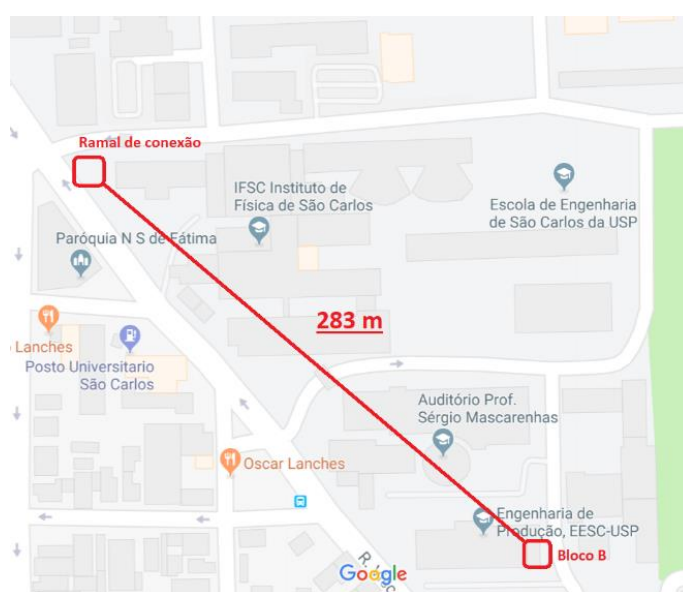 Ramal de conexão
IFSC Instituto de
Física de São Carlos
Escola de Engenharia
de São Carlos da USP
Paróquia N S de Fátima
283 m
Lanches
Posto Universitario
São Carlos
Auditório Prof.
Sérgio Mascarenhas
Oscar Lanches
Engenharia de
Produção, EESC-USP
Bloco B
R.
Google